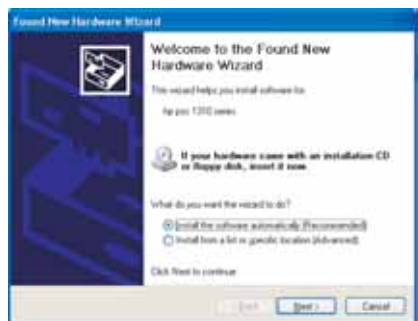 Found New Hardware Wizard
Welcome to the Found New
Hardware Wizard
This wizard helps you install software for:
hp psc 1310 series
If your hardware came with an installation CD
or floppy disk, insert it now.
What do you want the wizard to do?
Install the software automatically (Recommended)
Install from a list or specific location (Advanced)
Click Next to continue.
< Back
Next >
Cancel